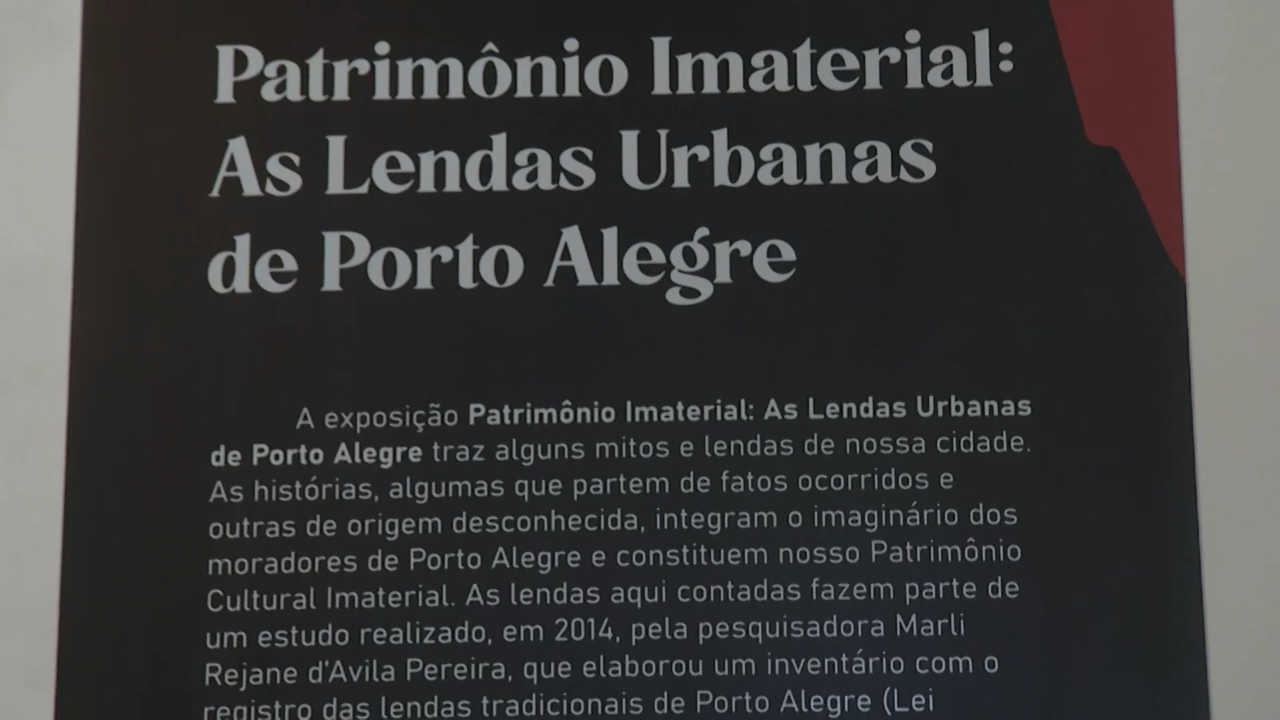 Patrimônio Imaterial:
As Lendas Urbanas
de Porto Alegre
A exposição Patrimônio Imaterial: As Lendas Urbanas
de Porto Alegre traz alguns mitos e lendas de nossa cidade.
As histórias, algumas que partem de fatos ocorridos e
outras de origem desconhecida, integram o imaginário dos
moradores de Porto Alegre e constituem nosso Patrimônio
Cultural Imaterial. As lendas aqui contadas fazem parte de
um estudo realizado, em 2014, pela pesquisadora Marli
Rejane d'Avila Pereira, que elaborou um inventário com o
registro das lendas tradicionais de Porto Alegre (Lei